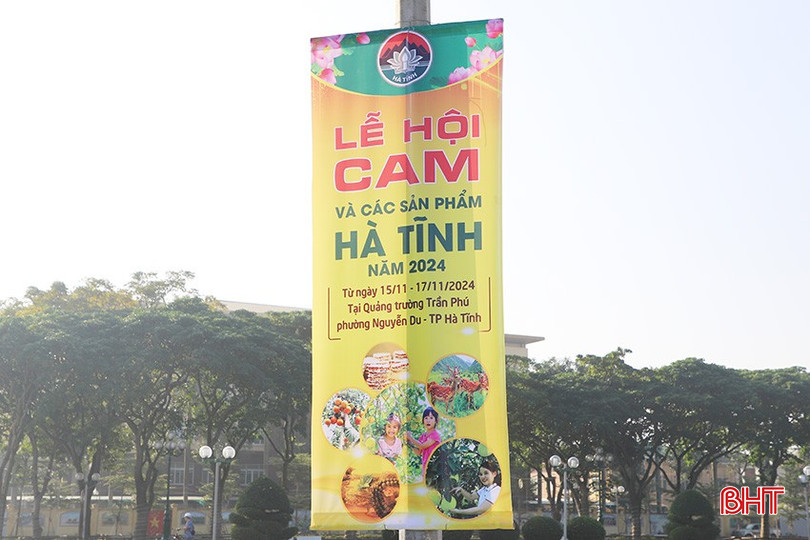 HÀ TĨNH
LỄ HỘI
CAM
VÀ CÁC SẢN PHẨM
HÀ TĨNH
NĂM 2024
Từ ngày 15/11 - 17/11/2024
Tại Quảng trường Trần Phú
phường Nguyễn Du - TP Hà Tĩnh
BHT